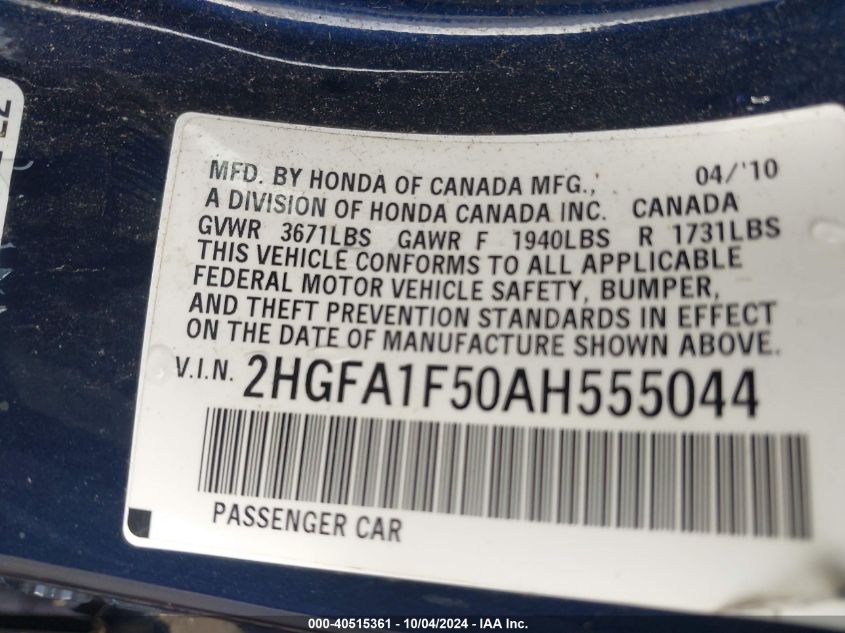 MFD. BY HONDA OF CANADA MFG., 04/'10
A DIVISION OF HONDA CANADA INC. CANADA
GVWR 3671LBS GAWR F 1940LBS R 1731LBS
THIS VEHICLE CONFORMS TO ALL APPLICABLE
FEDERAL MOTOR VEHICLE SAFETY, BUMPER,
AND THEFT PREVENTION STANDARDS IN EFFECT
ON THE DATE OF MANUFACTURE SHOWN ABOVE.
V.I.N. 2HGFA1F50AH555044
PASSENGER CAR
000-40515361 - 10/04/2024 - IAA Inc.